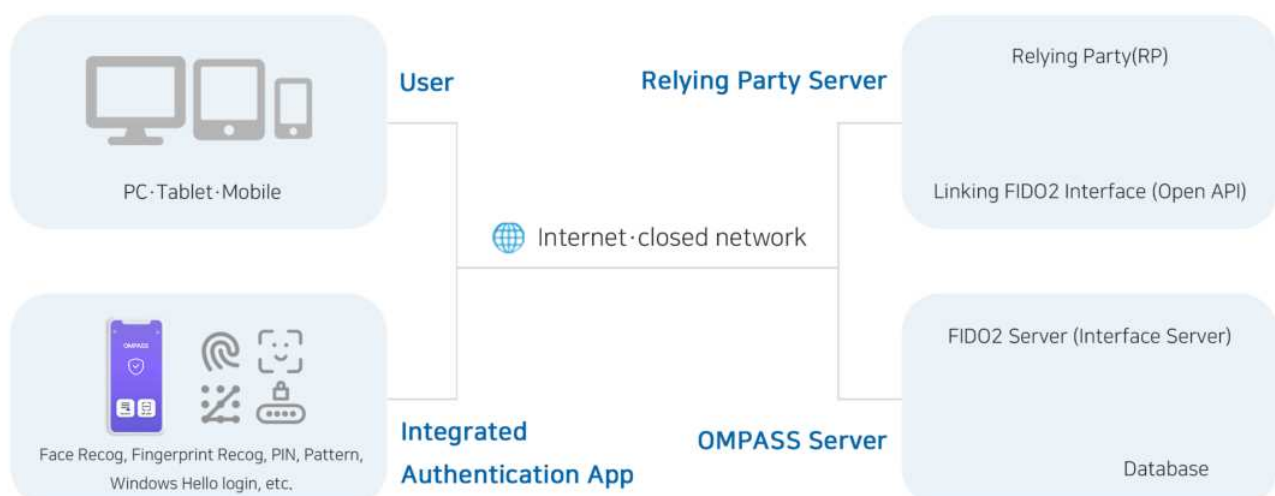 User
Relying Party Server
Relying Party(RP)
PC·Tablet·Mobile
Linking FIDO2 Interface (Open API)
Internet·closed network
OMPASS
FIDO2 Server (Interface Server)
Face Recog, Fingerprint Recog, PIN, Pattern,
Windows Hello login, etc.
Integrated
Authentication App
OMPASS Server
Database